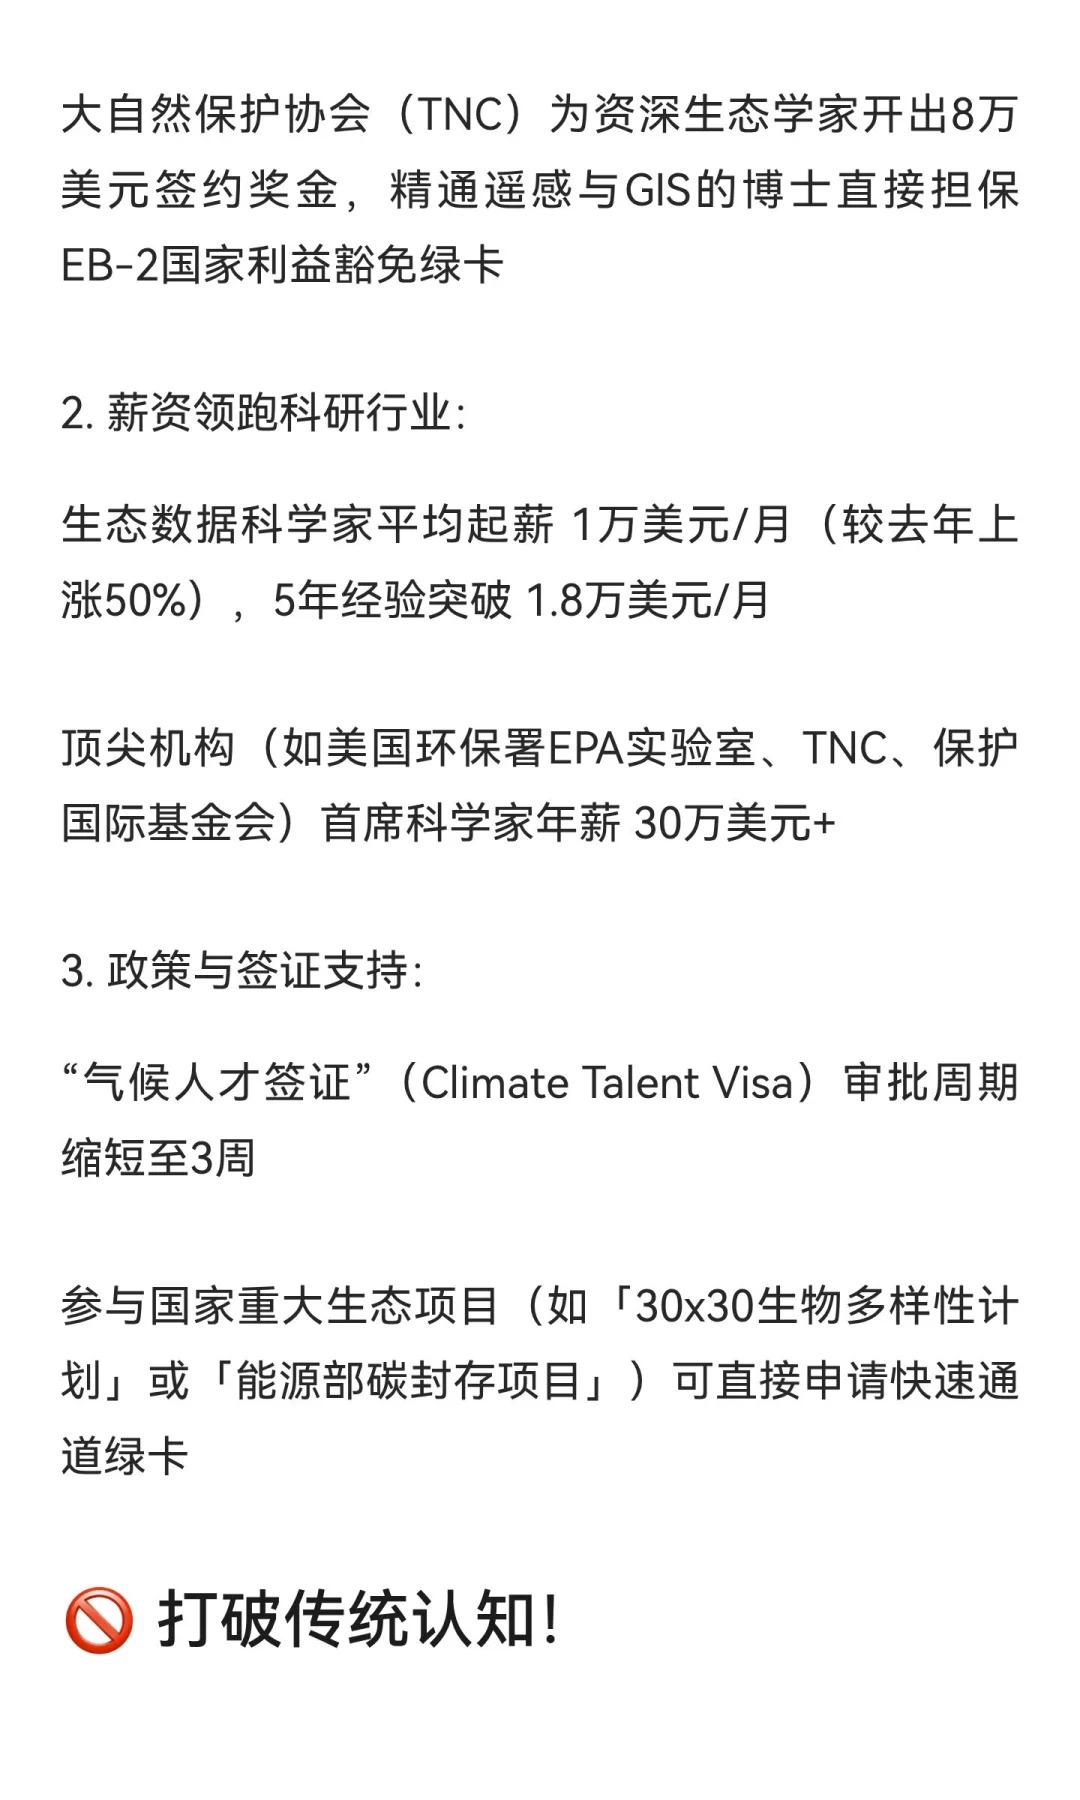 大自然保护协会（TNC）为资深生态学家开出8万
美元签约奖金，精通遥感与GIS的博士直接担保
EB-2国家利益豁免绿卡
2. 薪资领跑科研行业：
生态数据科学家平均起薪 1万美元/月（较去年上
涨50%），5年经验突破 1.8万美元/月
顶尖机构（如美国环保署EPA实验室、TNC、保护
国际基金会）首席科学家年薪 30万美元+
3. 政策与签证支持：
“气候人才签证”（Climate Talent Visa）审批周期
缩短至3周
参与国家重大生态项目（如「30x30生物多样性计
划」或「能源部碳封存项目」）可直接申请快速通
道绿卡
🚫 打破传统认知！